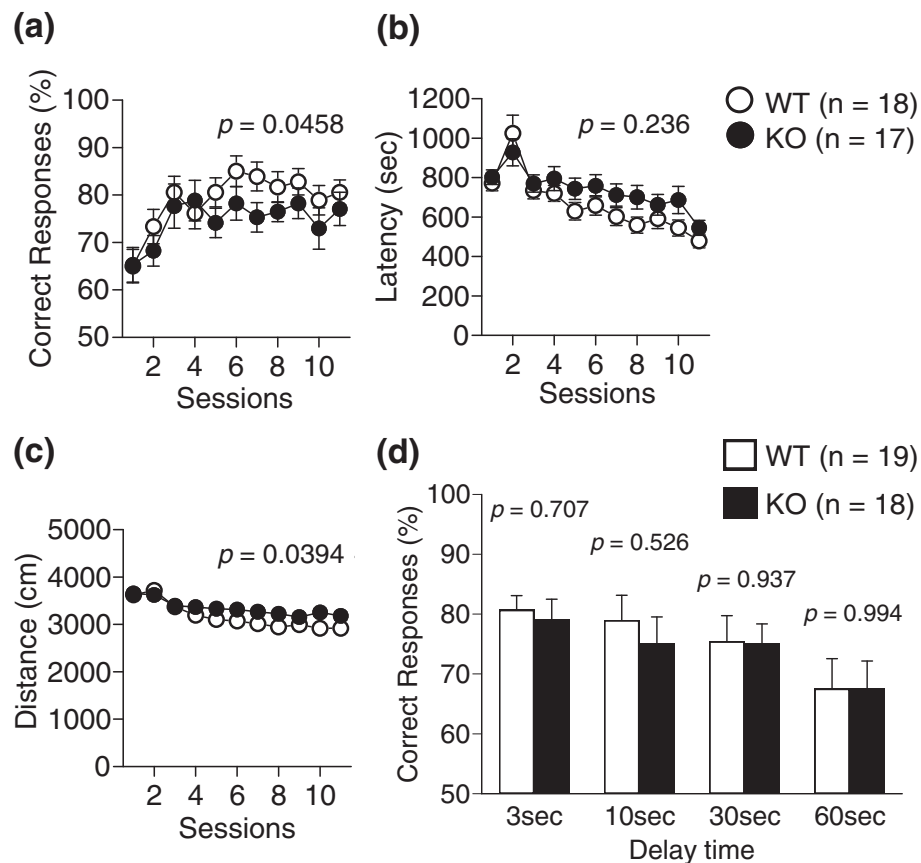 (a)
Correct Responses (%)
100
90
80
70
60
50
p = 0.0458
2 4 6 8 10
Sessions
(b)
Latency (sec)
1200
1000
800
600
400
200
0
p = 0.236
2 4 6 8 10
Sessions
WT (n = 18)
KO (n = 17)
(c)
Distance (cm)
5000
4000
3000
2000
1000
0
p = 0.0394
2 4 6 8 10
Sessions
(d)
WT (n = 19)
KO (n = 18)
Correct Responses (%)
100
90
80
70
60
50
p = 0.707
p = 0.526
p = 0.937
p = 0.994
3sec 10sec 30sec 60sec
Delay time